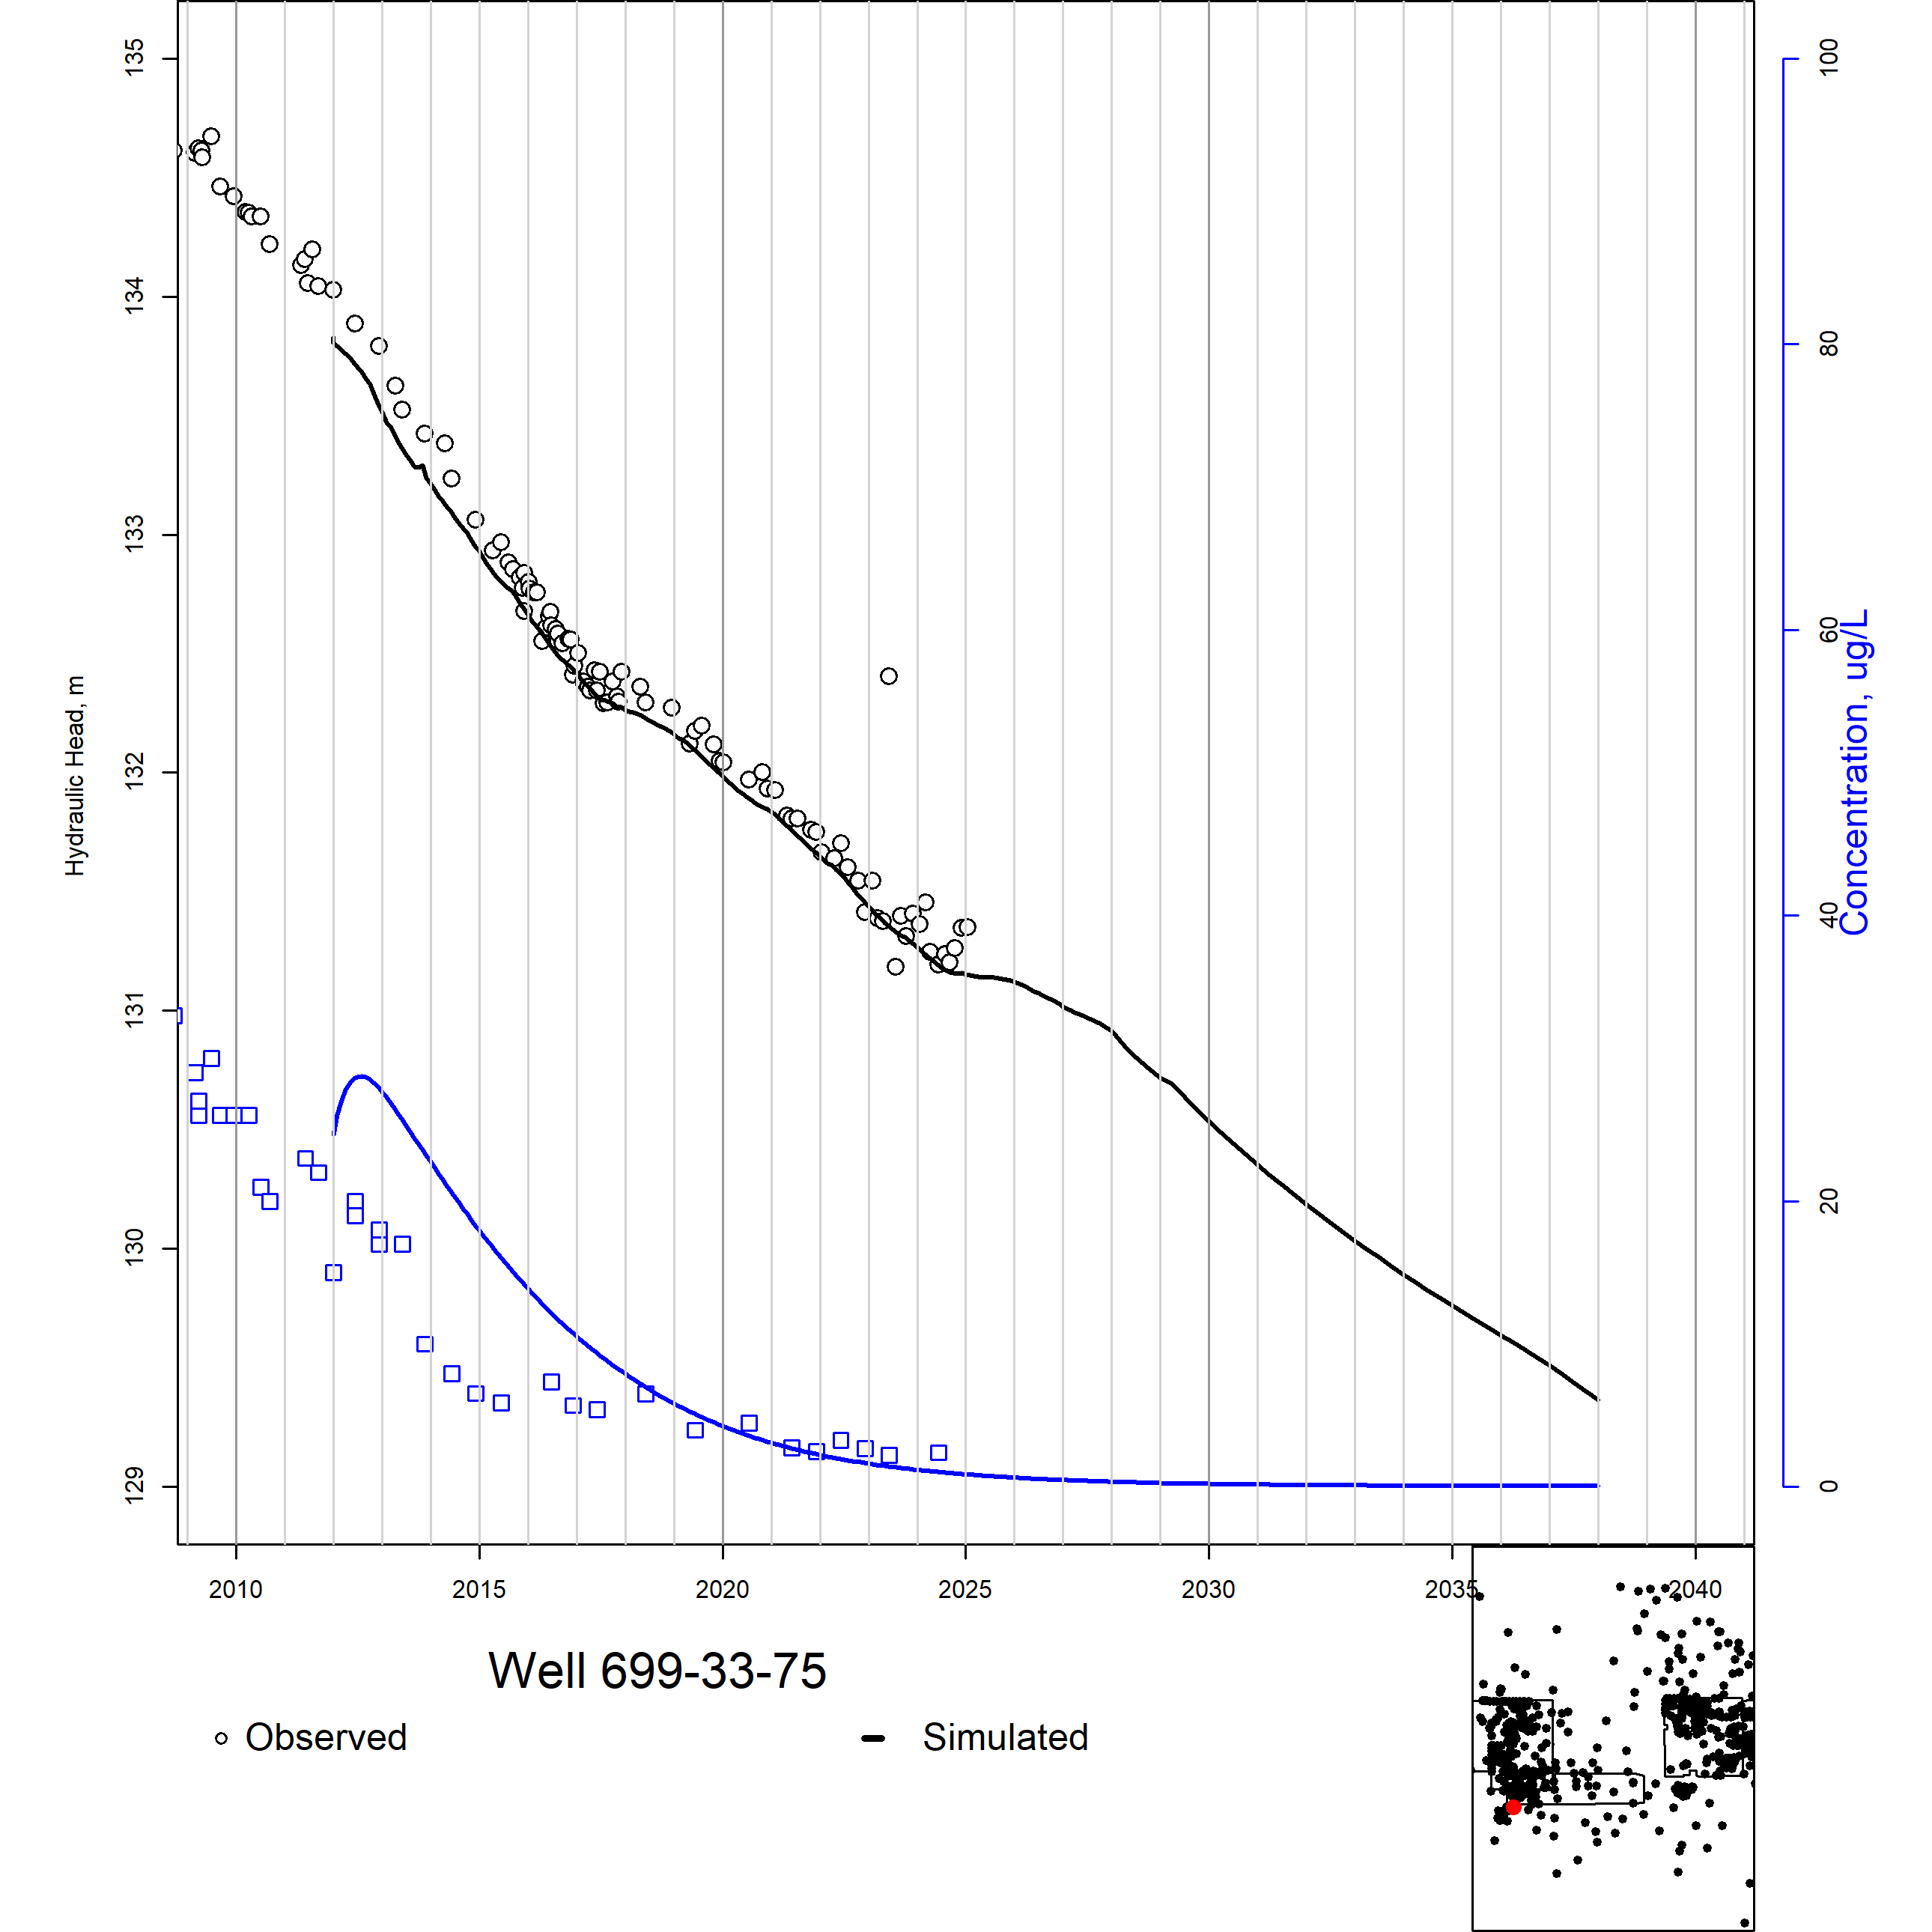 135
134
133
132
131
130
129
Hydraulic Head, m
100
80
60
40
20
0
Concentration, ug/L
2010 2015 2020 2025 2030 2035 2040
Well 699-33-75
Observed Simulated